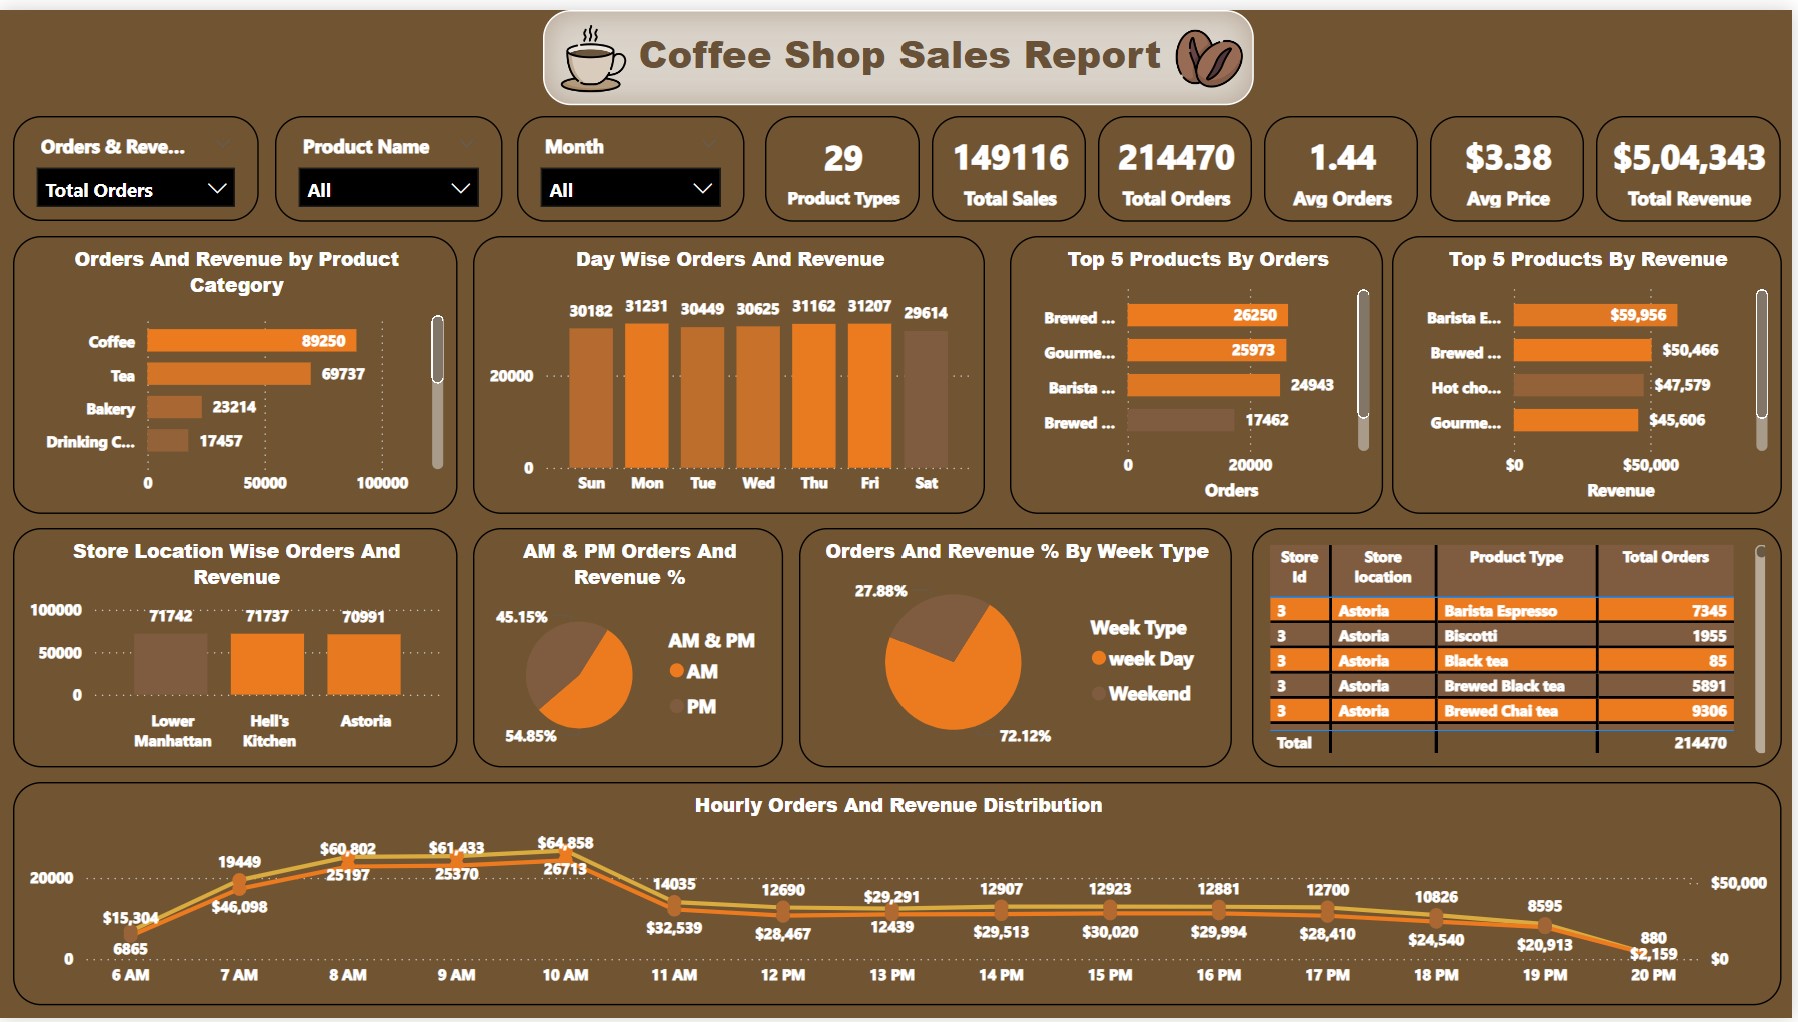 Coffee Shop Sales Report
Orders & Reve...
Total Orders
Product Name
All
Month
All
29
Product Types
149116
Total Sales
214470
Total Orders
1.44
Avg Orders
$3.38
Avg Price
$5,04,343
Total Revenue
Orders And Revenue by Product
Category
Coffee
89250
Tea
69737
Bakery
23214
Drinking C...
17457
0
50000
100000
Day Wise Orders And Revenue
30182 31231 30449 30625 31162 31207 29614
20000
0
Sun Mon Tue Wed Thu Fri Sat
Top 5 Products By Orders
Brewed ...
26250
Gourme...
25973
Barista ...
24943
Brewed ...
17462
0
20000
Orders
Top 5 Products By Revenue
Barista E...
$59,956
Brewed ...
$50,466
Hot cho...
$47,579
Gourme...
$45,606
$0
$50,000
Revenue
Store Location Wise Orders And
Revenue
100000
71742 71737 70991
50000
0
Lower
Manhattan
Hell's
Kitchen
Astoria
AM & PM Orders And
Revenue %
45.15%
54.85%
AM & PM
AM
PM
Orders And Revenue % By Week Type
27.88%
72.12%
Week Type
week Day
Weekend
Store
Id
Store
location
Product Type
Total Orders
3 Astoria Barista Espresso 7345
3 Astoria Biscotti 1955
3 Astoria Black tea 85
3 Astoria Brewed Black tea 5891
3 Astoria Brewed Chai tea 9306
Total 214470
Hourly Orders And Revenue Distribution
20000
0
$15,304
6865
19449
$46,098
$60,802
25197
$61,433
25370
$64,858
26713
14035
$32,539
12690
$28,467
$29,291
12439
12907
$29,513
12923
$30,020
12881
$29,994
12700
$28,410
10826
$24,540
8595
$20,913
880
$2,159
$50,000
$0
6 AM 7 AM 8 AM 9 AM 10 AM 11 AM 12 PM 13 PM 14 PM 15 PM 16 PM 17 PM 18 PM 19 PM 20 PM